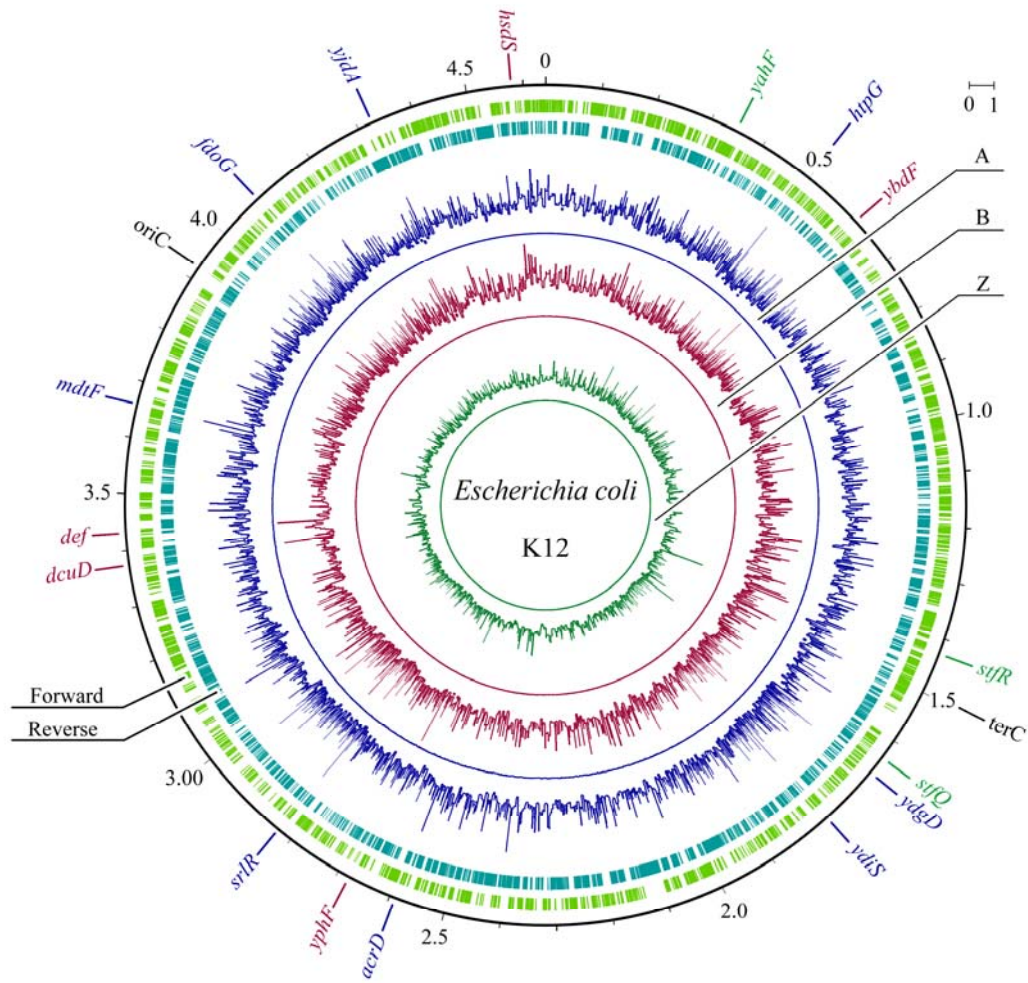 hsdS
0
4.5
yjdA
yahF
htpG
0 1
fdoG
0.5
A
ybdF
4.0
B
oriC
Z
mdtF
1.0
Escherichia coli
3.5
K12
def
dcuD
stfR
Forward
1.5
terC
Reverse
3.00
stfQ
ydgD
srlR
ydiS
yphF
2.0
2.5
acrD